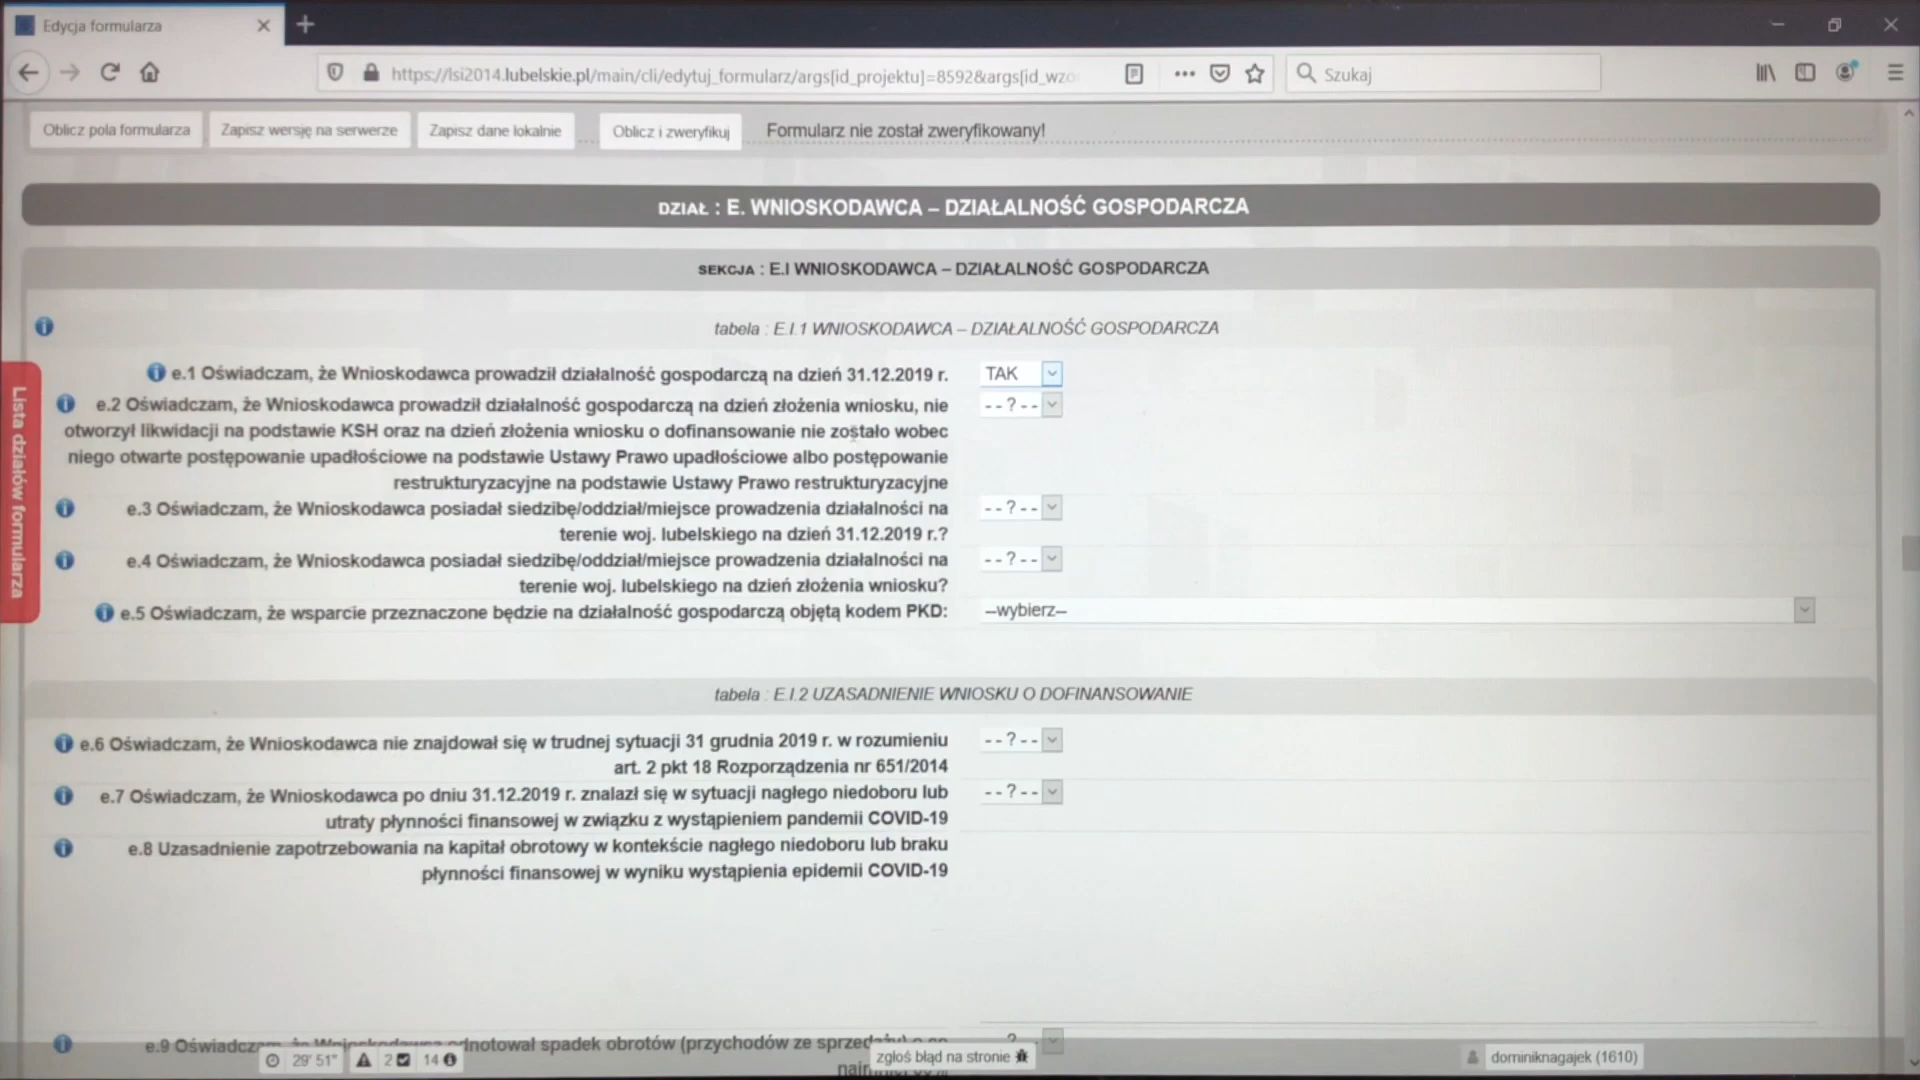 Edycja formularza
https://lsi2014.lubelskie.pl/main/cli/edytuj_formularz/args[id_projektu]=8592&args[id_wzo
Szukaj
Oblicz pola formularza
Zapisz wersję na serwerze
Zapisz dane lokalnie
Oblicz i zweryfikuj
Formularz nie został zweryfikowany!
DZIAŁ : E. WNIOSKODAWCA – DZIAŁALNOŚĆ GOSPODARCZA
SEKCJA : E.I WNIOSKODAWCA – DZIAŁALNOŚĆ GOSPODARCZA
tabela : E.I.1 WNIOSKODAWCA – DZIAŁALNOŚĆ GOSPODARCZA
Lista działów formularza
e.1 Oświadczam, że Wnioskodawca prowadził działalność gospodarczą na dzień 31.12.2019 r. TAK
e.2 Oświadczam, że Wnioskodawca prowadził działalność gospodarczą na dzień złożenia wniosku, nie - - ? - -
otworzył likwidacji na podstawie KSH oraz na dzień złożenia wniosku o dofinansowanie nie zostało wobec
niego otwarte postępowanie upadłościowe na podstawie Ustawy Prawo upadłościowe albo postępowanie
restrukturyzacyjne na podstawie Ustawy Prawo restrukturyzacyjne
e.3 Oświadczam, że Wnioskodawca posiadał siedzibę/oddział/miejsce prowadzenia działalności na - - ? - -
terenie woj. lubelskiego na dzień 31.12.2019 r.?
e.4 Oświadczam, że Wnioskodawca posiadał siedzibę/oddział/miejsce prowadzenia działalności na - - ? - -
terenie woj. lubelskiego na dzień złożenia wniosku?
e.5 Oświadczam, że wsparcie przeznaczone będzie na działalność gospodarczą objętą kodem PKD: --wybierz--
tabela : E.I.2 UZASADNIENIE WNIOSKU O DOFINANSOWANIE
e.6 Oświadczam, że Wnioskodawca nie znajdował się w trudnej sytuacji 31 grudnia 2019 r. w rozumieniu - - ? - -
art. 2 pkt 18 Rozporządzenia nr 651/2014
e.7 Oświadczam, że Wnioskodawca po dniu 31.12.2019 r. znalazł się w sytuacji nagłego niedoboru lub - - ? - -
utraty płynności finansowej w związku z wystąpieniem pandemii COVID-19
e.8 Uzasadnienie zapotrzebowania na kapitał obrotowy w kontekście nagłego niedoboru lub braku
płynności finansowej w wyniku wystąpienia epidemii COVID-19
e.9 odnotował spadek obrotów (przychodów ze
29' 51" 2 14
zgłoś błąd na stronie
dominiknagajek (1610)